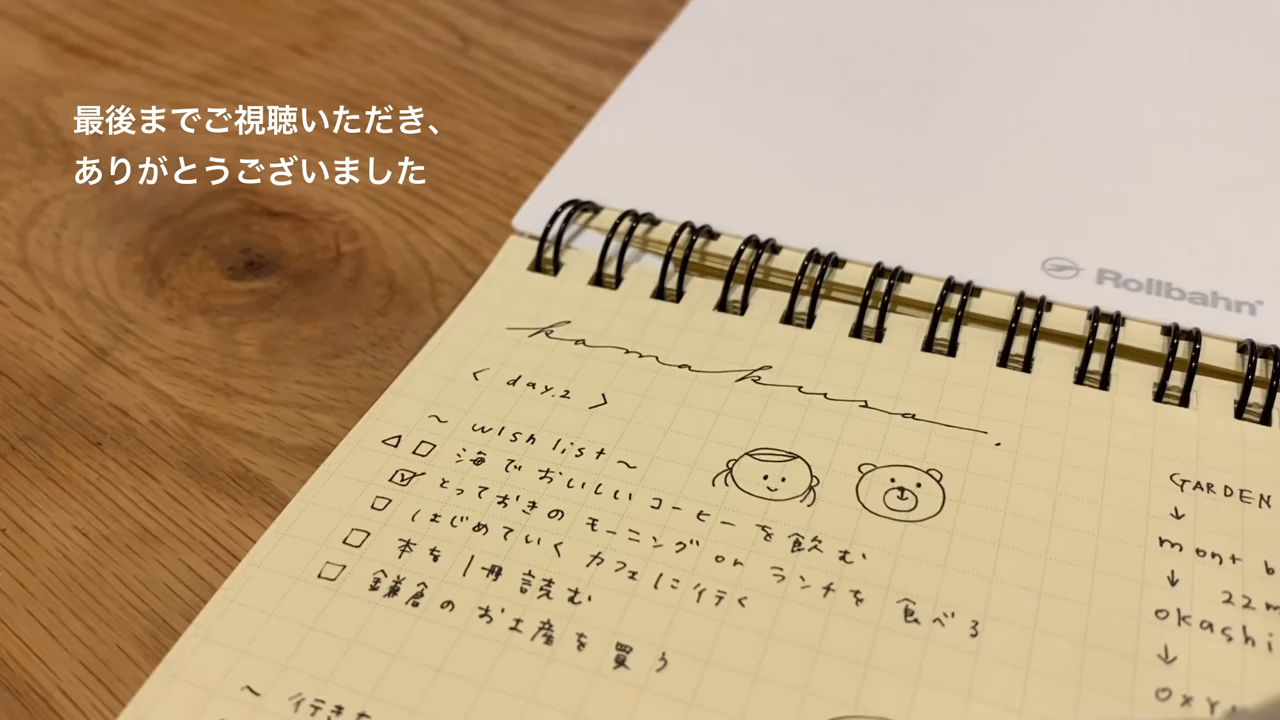 最後までご視聴いただき、
ありがとうございました
Rollbahn
kamakura.
< day.2 >
～ wish list ～
△ □ 海でおいしいコーヒーを飲む
☑ とっておきのモーニング or ランチを食べる
□ はじめていくカフェに行く
□ 本を1冊読む
□ 鎌倉のお土産を買う
～ 行きた
GARDEN
↓
mont b
↓ 22m
okashi
↓
oxy